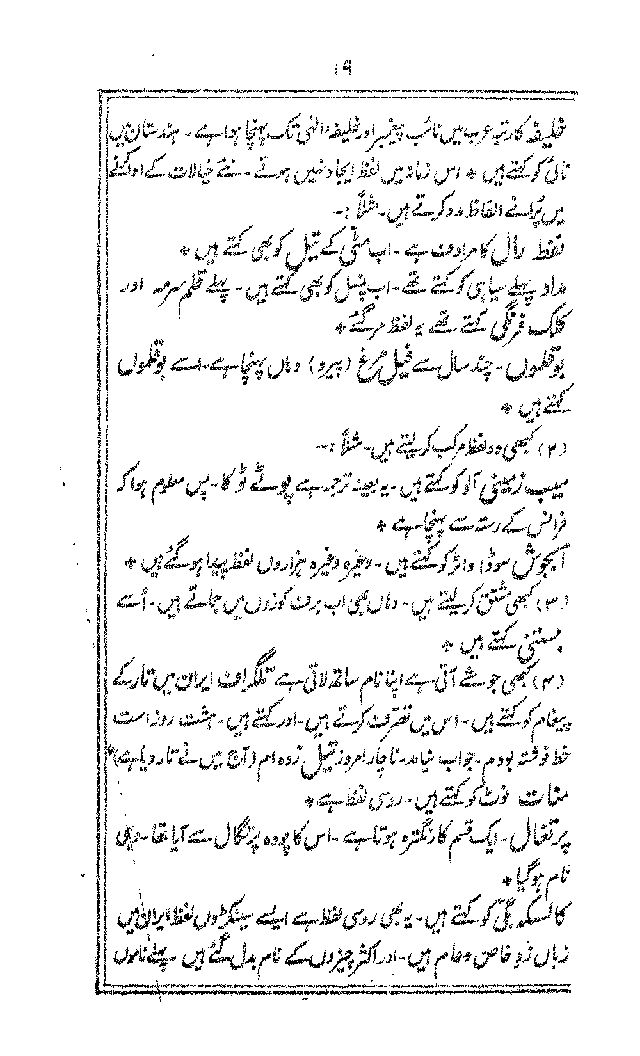 ۱۹
خلیفہ کا رتبہ عرب میں نائب پیغمبر اور خلیفہ الٰہی تک پہنچا ہوا ہے - ہندستان میں
نائی کو کہتے ہیں * اس زمانہ میں لفظ ایجاد نہیں ہوتے - نئے خیالات کے ادا کرنے
میں پرانے الفاظ مدد کرتے ہیں - مثلاً :-
نفط رال کا مرادف ہے - اب مٹی کے تیل کو بھی کہتے ہیں *
مداد پہلے سیاہی کو کہتے تھے - اب پنسل کو بھی کہتے ہیں - پہلے قلم سرمہ اور
کلک فرنگی کہتے تھے یہ لفظ مر گئے *
بوقلموں - چند سال سے فیل مرغ (پیرو) وہاں پہنچا ہے - اسے بوقلموں
کہتے ہیں *
(۲) کبھی دو لفظ مرکب کر لیتے ہیں - مثلاً :-
سیب زمینی آلو کو کہتے ہیں - یہ بعینہ ترجمہ ہے پوٹے ٹو کا - پس معلوم ہوا کہ
فرانس کے رستہ سے پہنچا ہے *
آبجوش سوڈا واٹر کو کہتے ہیں - وغیرہ وغیرہ ہزاروں لفظ پیدا ہو گئے ہیں *
(۳) کبھی مشتق کر لیتے ہیں - وہاں بھی اب برف کوزوں میں جماتے ہیں - اُسے
بستنی کہتے ہیں *
(۴) کبھی جو شے آتی ہے اپنا نام ساتھ لاتی ہے تلگراف ایران میں تار کے
پیغام کو کہتے ہیں - اس میں تصرف کرتے ہیں - اور کہتے ہیں - ہشت روز است
خط نوشتہ بودم - جواب نیامد - ناچار امروز تیل زدہ ام (آج میں نے تار دیا ہے) *
منات نوٹ کو کہتے ہیں - روسی لفظ ہے *
پرتغال - ایک قسم کا رنگترہ ہوتا ہے - اس کا پودہ پرتگال سے آیا تھا - وہی
نام ہو گیا *
کالسکہ بگی کو کہتے ہیں - یہ بھی روسی لفظ ہے ایسے سینکڑوں لفظ ایران میں
زباں زد خاص و عام ہیں - اور اکثر چیزوں کے نام بدل گئے ہیں - پہلے ناموں